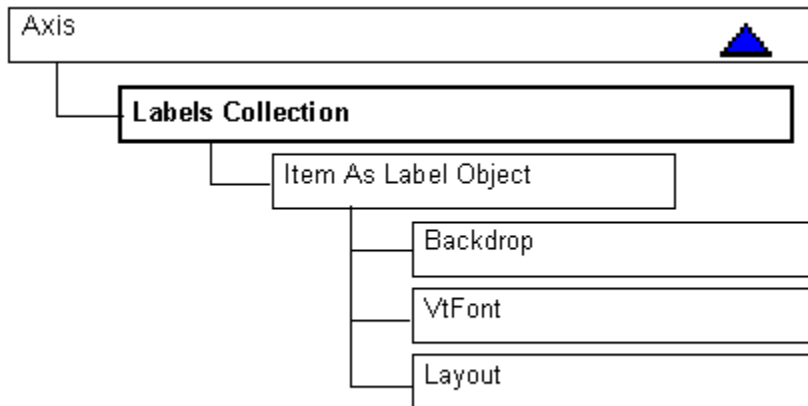 Axis
Labels Collection
Item As Label Object
Backdrop
VtFont
Layout